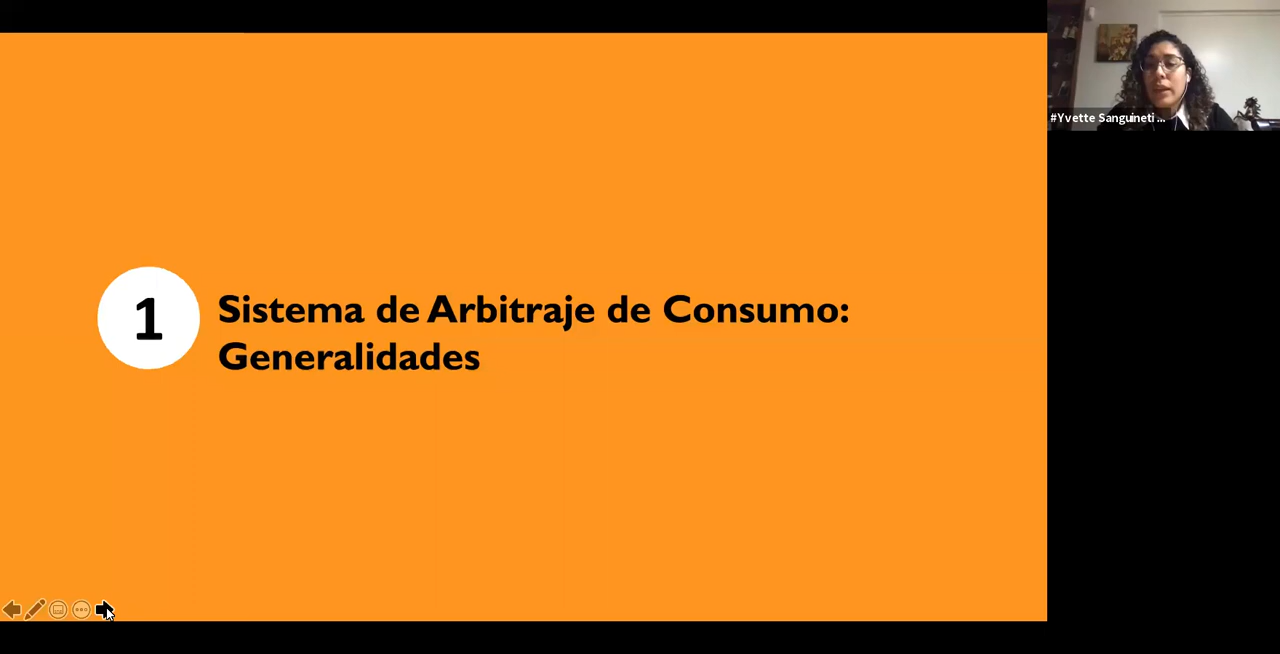 #Yvette Sanguineti ...
1
Sistema de Arbitraje de Consumo:
Generalidades